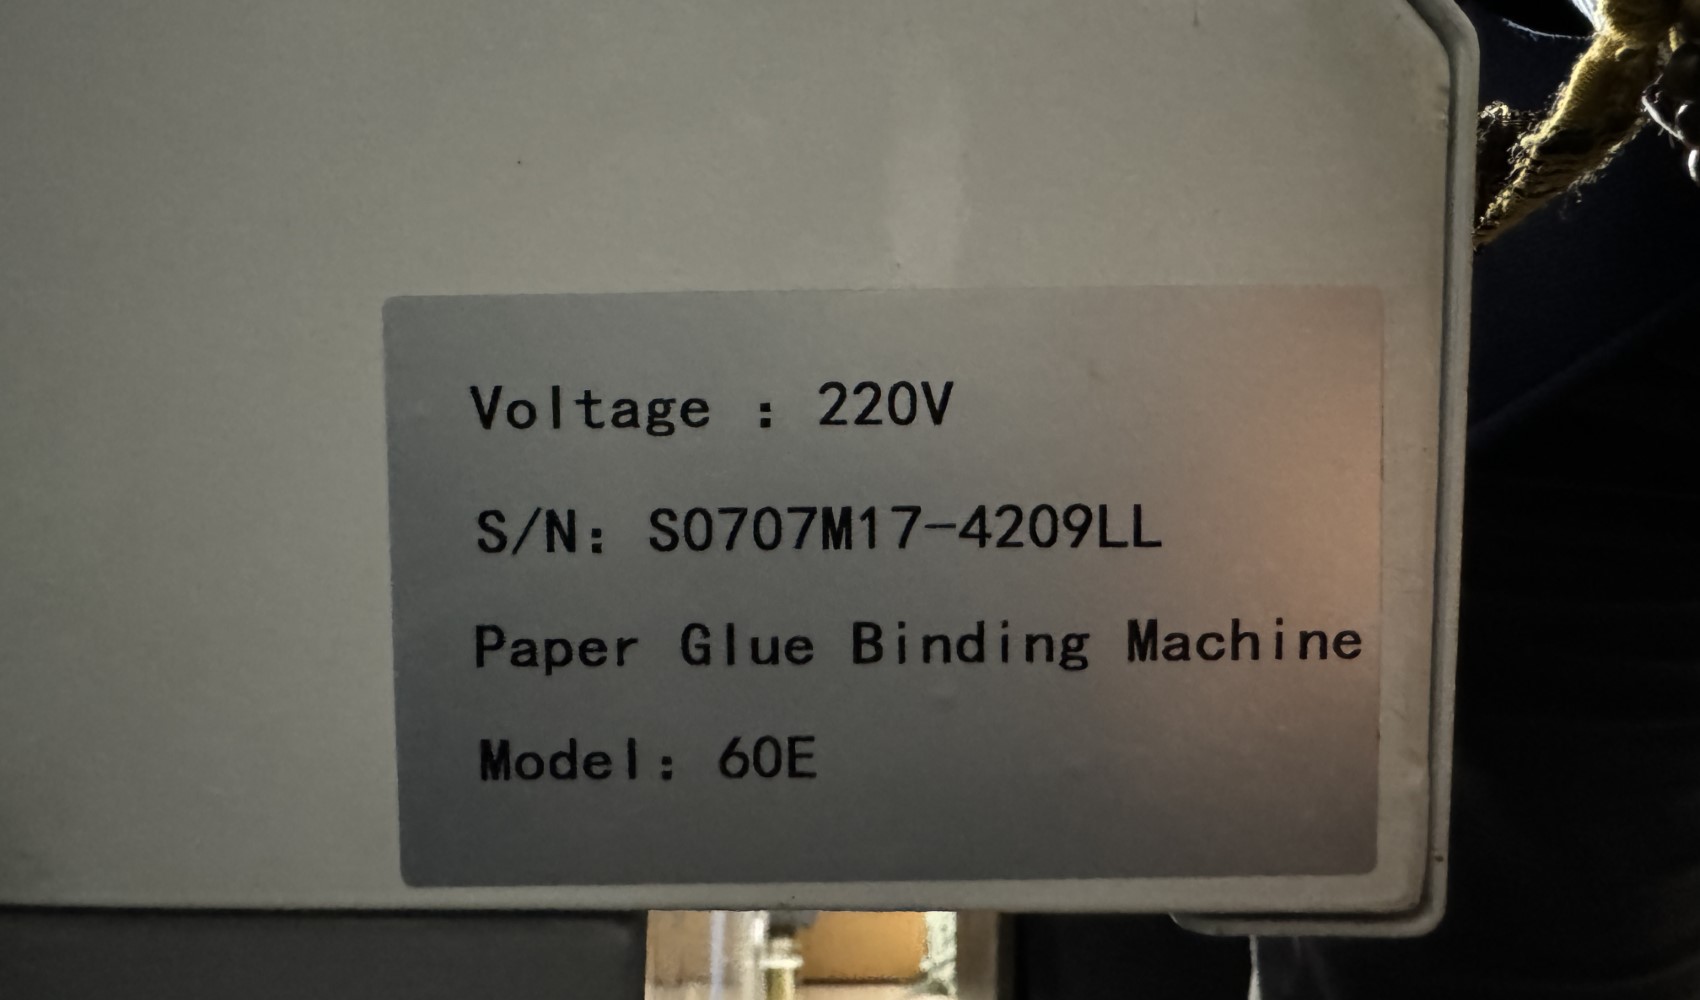 Voltage : 220V
S/N: S0707M17-4209LL
Paper Glue Binding Machine
Model: 60E